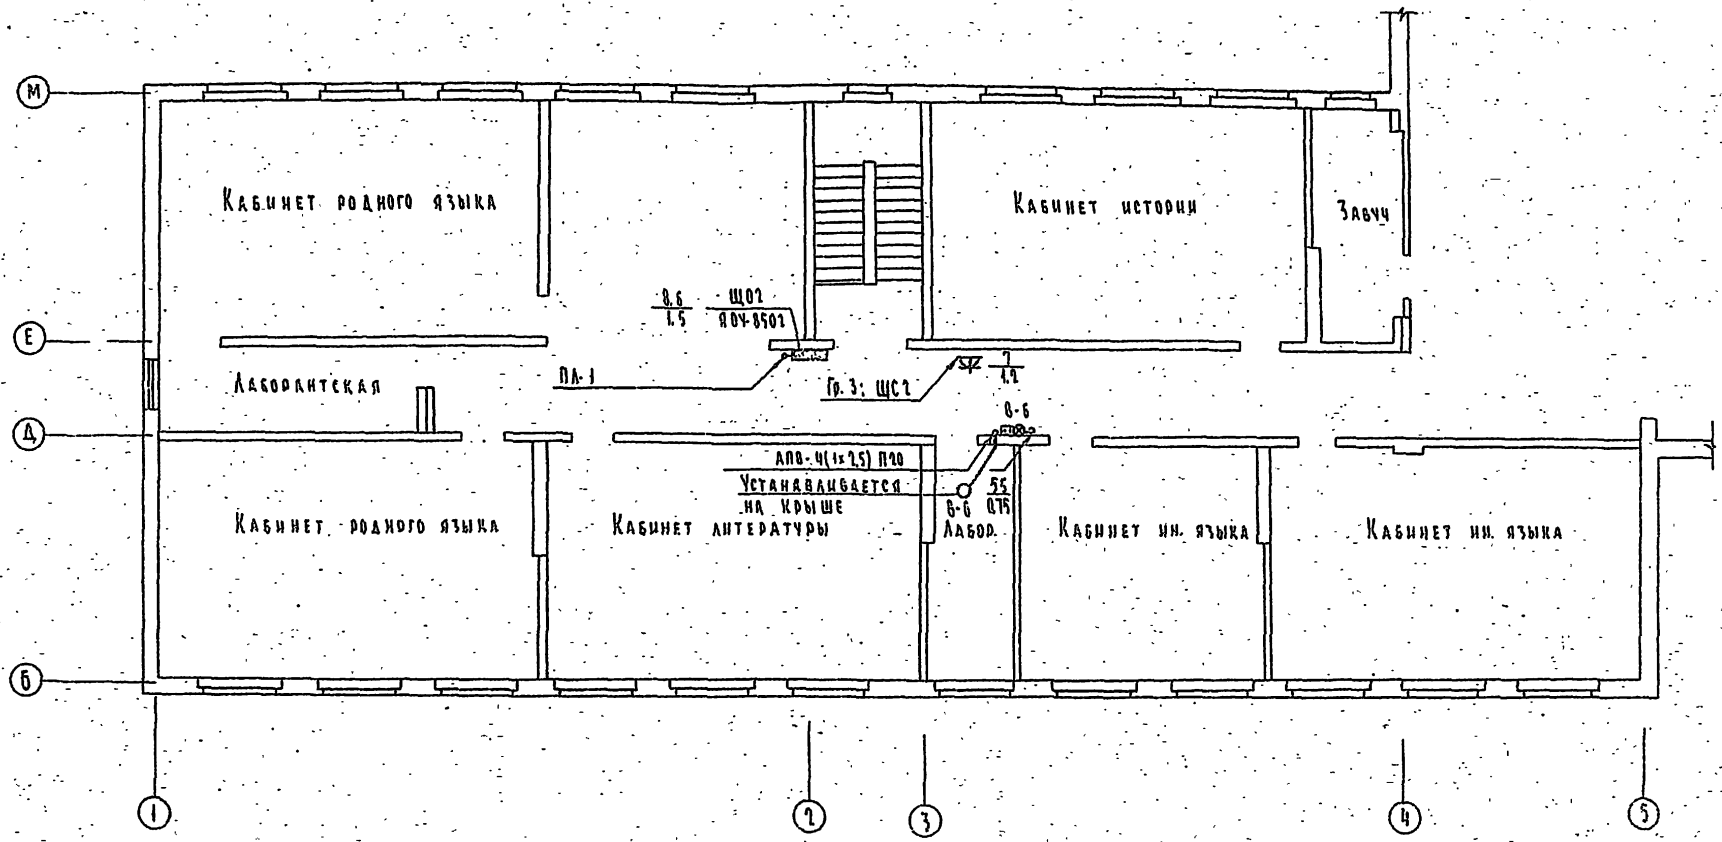 М
Кабинет родного языка
Кабинет истории
Завуч
8.6
1.5
ЩО2
ЯОУ-8502
Е
ПЛ-1
Гр. 3; ЩС2
7
1.2
Лаборантская
В-6
Д
АПВ-4(1х2,5) П20
Устанавливается
на крыше
В-6
55
0.75
Кабинет родного языка
Кабинет литературы
Лабор.
Кабинет ин. языка
Кабинет ин. языка
Б
1
2
3
4
5